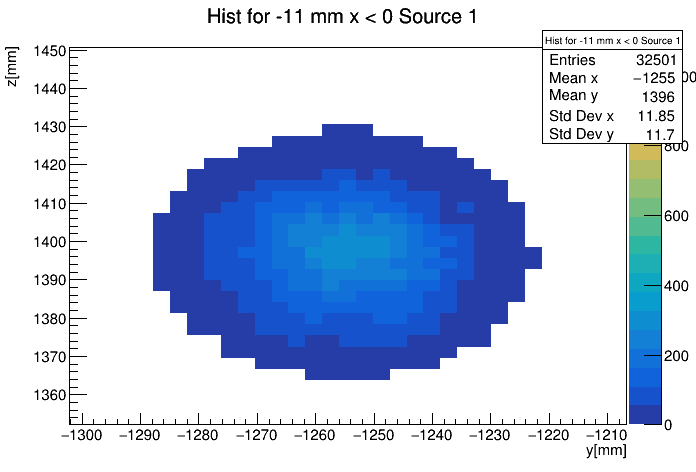 Hist for -11 mm x < 0 Source 1
z[mm]
1450
1440
1430
1420
1410
1400
1390
1380
1370
1360
−1300 −1290 −1280 −1270 −1260 −1250 −1240 −1230 −1220 −1210
y[mm]
Hist for -11 mm x < 0 Source 1
Entries 32501
Mean x −1255
Mean y 1396
Std Dev x 11.85
Std Dev y 11.7
800
600
400
200
0